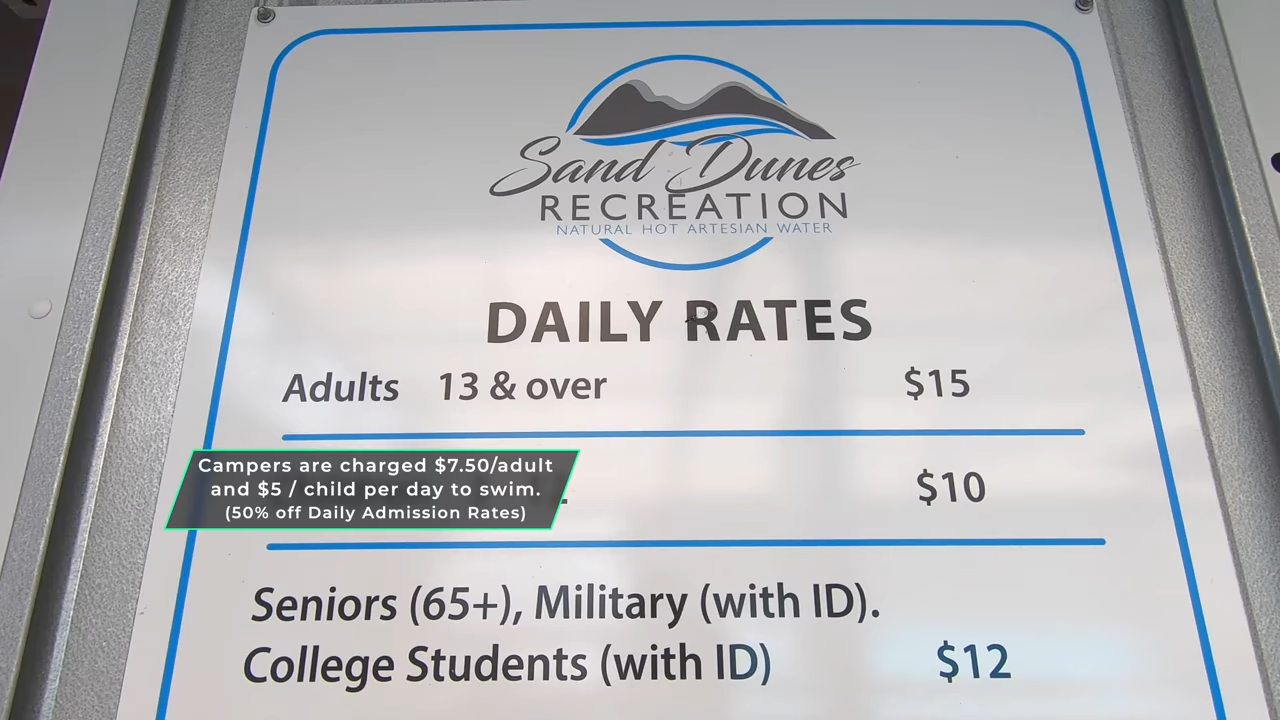 Sand Dunes
RECREATION
NATURAL HOT ARTESIAN WATER
DAILY RATES
Adults 13 & over $15
Campers are charged $7.50/adult
and $5 / child per day to swim.
(50% off Daily Admission Rates)
$10
Seniors (65+), Military (with ID).
College Students (with ID) $12